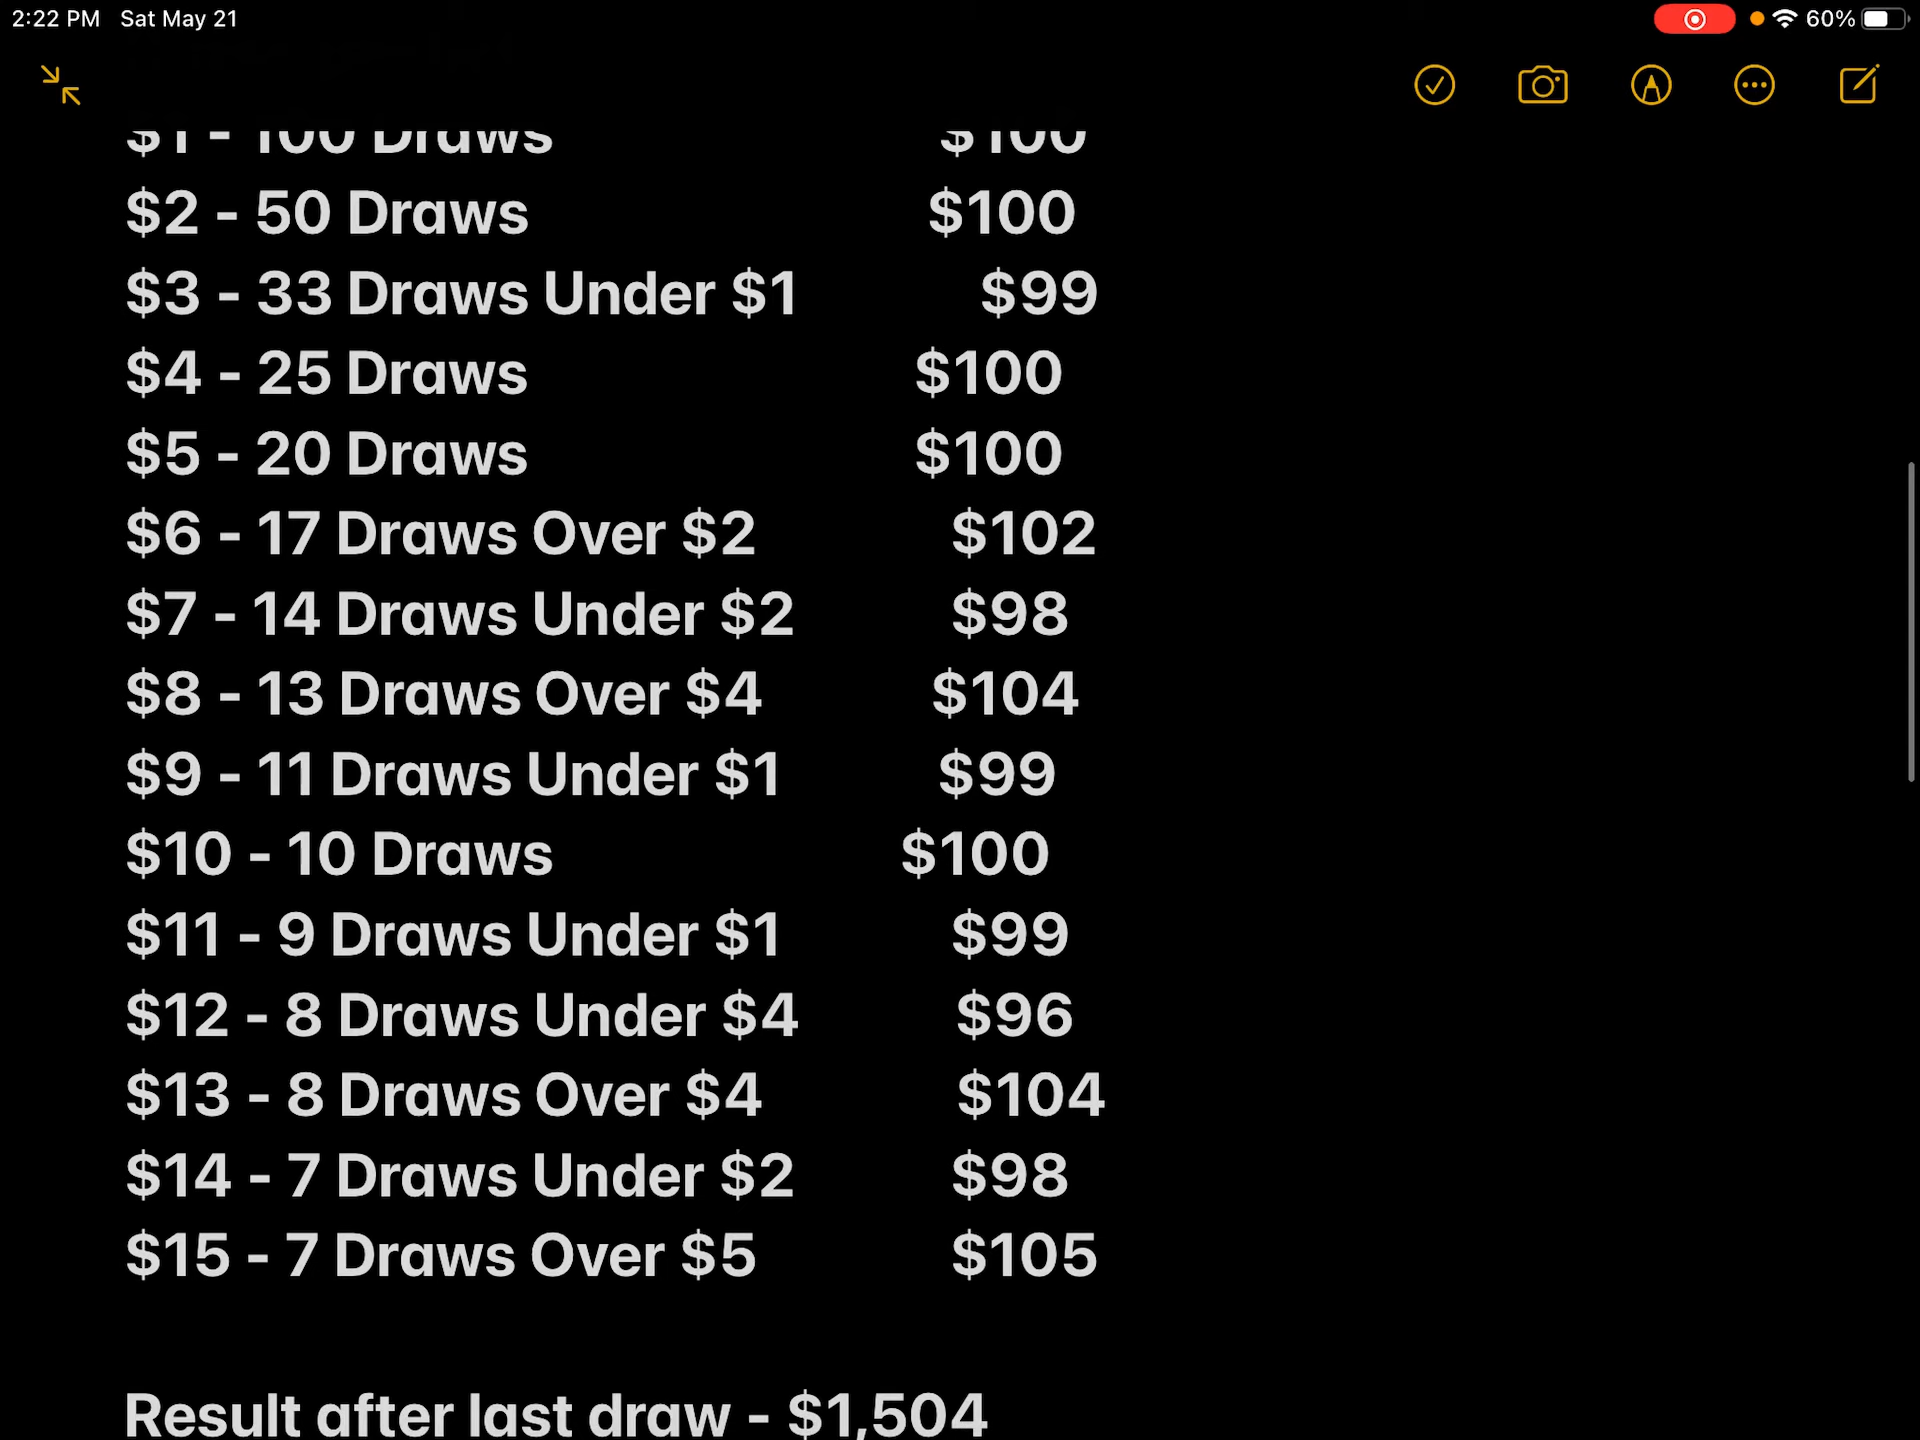 2:22 PM Sat May 21 60%
$1 - 100 Draws $100
$2 - 50 Draws $100
$3 - 33 Draws Under $1 $99
$4 - 25 Draws $100
$5 - 20 Draws $100
$6 - 17 Draws Over $2 $102
$7 - 14 Draws Under $2 $98
$8 - 13 Draws Over $4 $104
$9 - 11 Draws Under $1 $99
$10 - 10 Draws $100
$11 - 9 Draws Under $1 $99
$12 - 8 Draws Under $4 $96
$13 - 8 Draws Over $4 $104
$14 - 7 Draws Under $2 $98
$15 - 7 Draws Over $5 $105
Result after last draw - $1,504